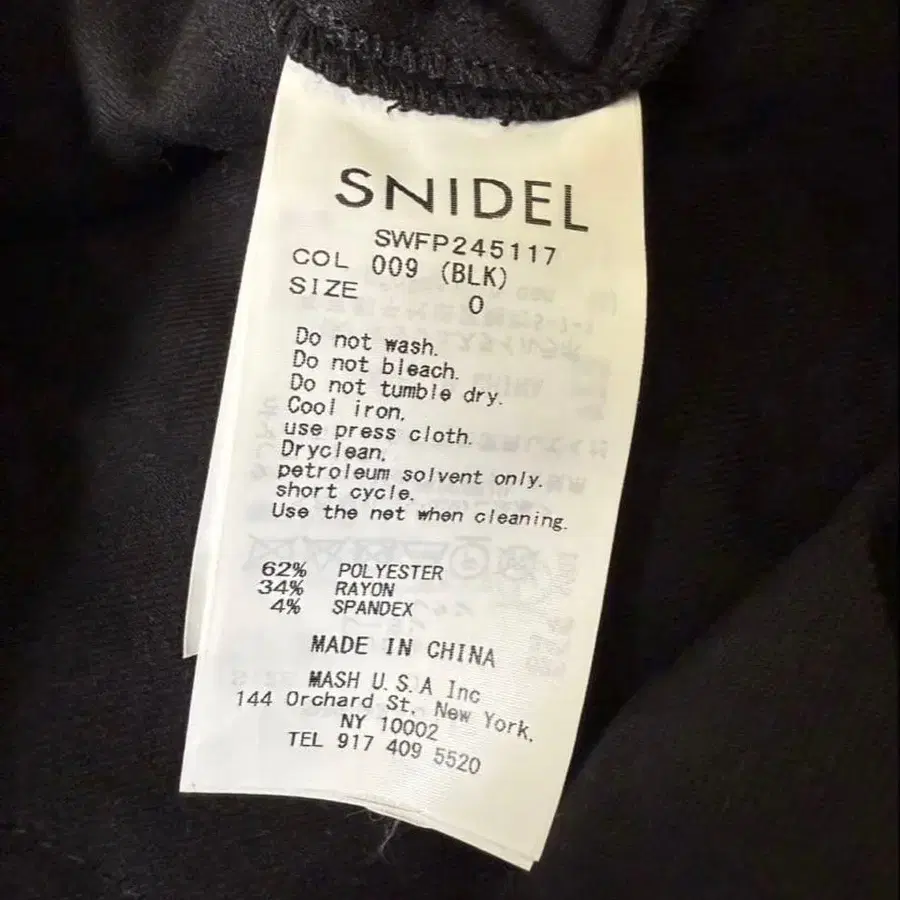 SNIDEL
SWFP245117
COL 009 (BLK)
SIZE 0
Do not wash.
Do not bleach.
Do not tumble dry.
Cool iron,
use press cloth.
Dryclean,
petroleum solvent only.
short cycle.
Use the net when cleaning.
62% POLYESTER
34% RAYON
4% SPANDEX
MADE IN CHINA
MASH U.S.A Inc
144 Orchard St, New York,
NY 10002
TEL 917 409 5520